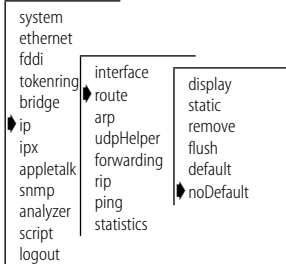 system
ethernet
fddi
tokenring
bridge
ip
ipx
appletalk
snmp
analyzer
script
logout
interface
route
arp
udpHelper
forwarding
rip
ping
statistics
display
static
remove
flush
default
noDefault